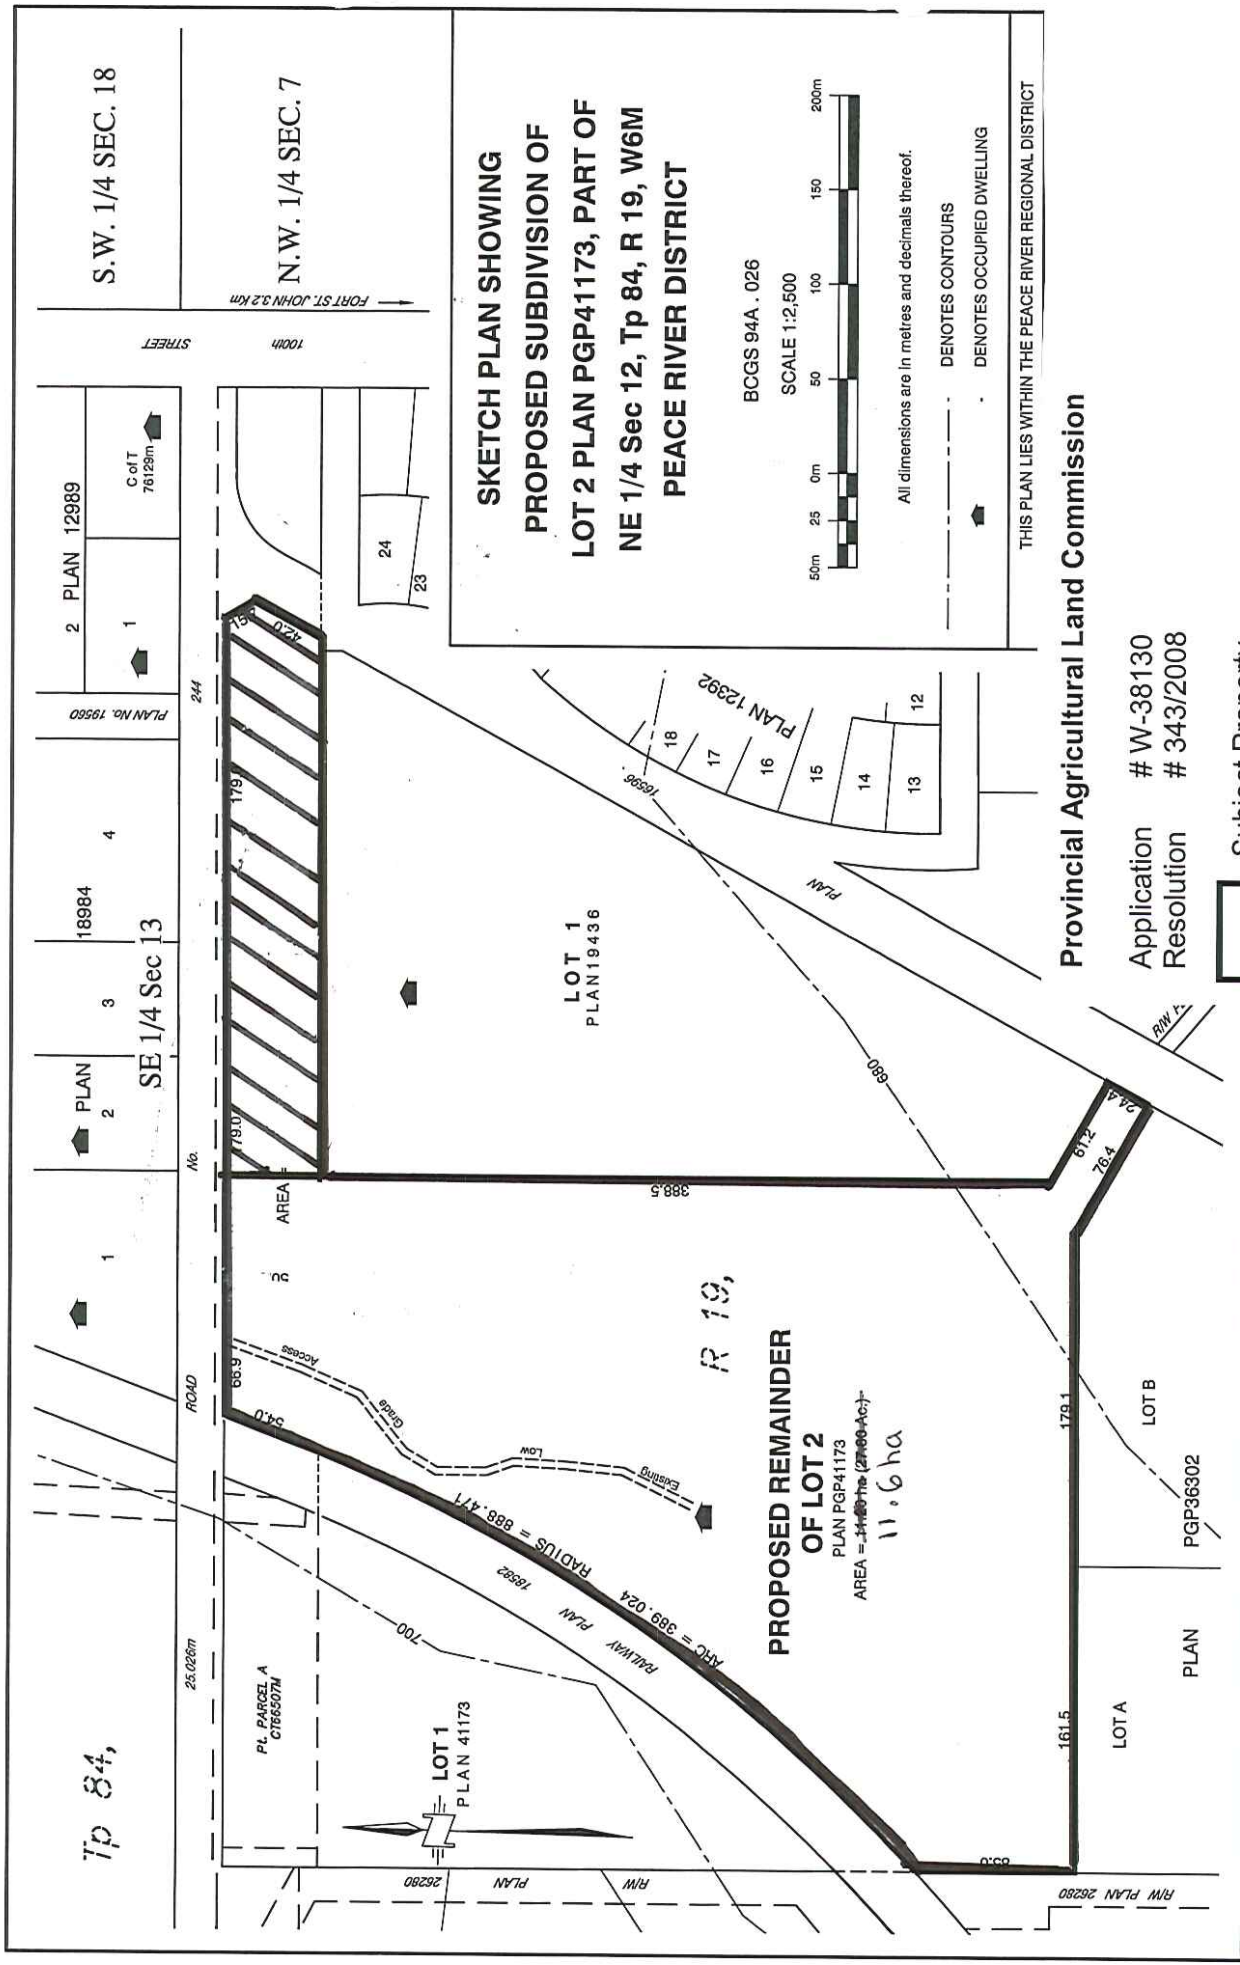 S.W. 1/4 SEC. 18
N.W. 1/4 SEC. 7
FORT ST. JOHN 3.2 Km
100th
STREET
2 PLAN 12989
C of T
76129m
1
24
23
PLAN No. 19560
244
4
18984
3
SE 1/4 Sec 13
PLAN
2
1
No.
ROAD
25.026m
Tp 84,
42.0
AREA =
66.9
54.0
Existing
Low
Grade
Access
388.5
LOT 1
PLAN 19436
16596
PLAN
PLAN 12392
18
17
16
15
14
13
12
680
61.2
76.4
24.4
R 19,
PROPOSED REMAINDER
OF LOT 2
PLAN PGP41173
AREA = 11.20 ha (27.68 Ac.)
11.6 ha
RADIUS = 888.471
ARC = 389.024
RAILWAY PLAN 18582
700
Pt. PARCEL A
CT66507M
LOT 1
PLAN 41173
R/W PLAN 26280
R/W PLAN 26280
161.5
179.1
LOT A
LOT B
PLAN
PGP36302
SKETCH PLAN SHOWING
PROPOSED SUBDIVISION OF
LOT 2 PLAN PGP41173, PART OF
NE 1/4 Sec 12, Tp 84, R 19, W6M
PEACE RIVER DISTRICT
BCGS 94A . 026
SCALE 1:2,500
50m 25 0m 50 100 150 200m
All dimensions are in metres and decimals thereof.
DENOTES CONTOURS
DENOTES OCCUPIED DWELLING
THIS PLAN LIES WITHIN THE PEACE RIVER REGIONAL DISTRICT
Provincial Agricultural Land Commission
Application # W-38130
Resolution # 343/2008
Subject Property